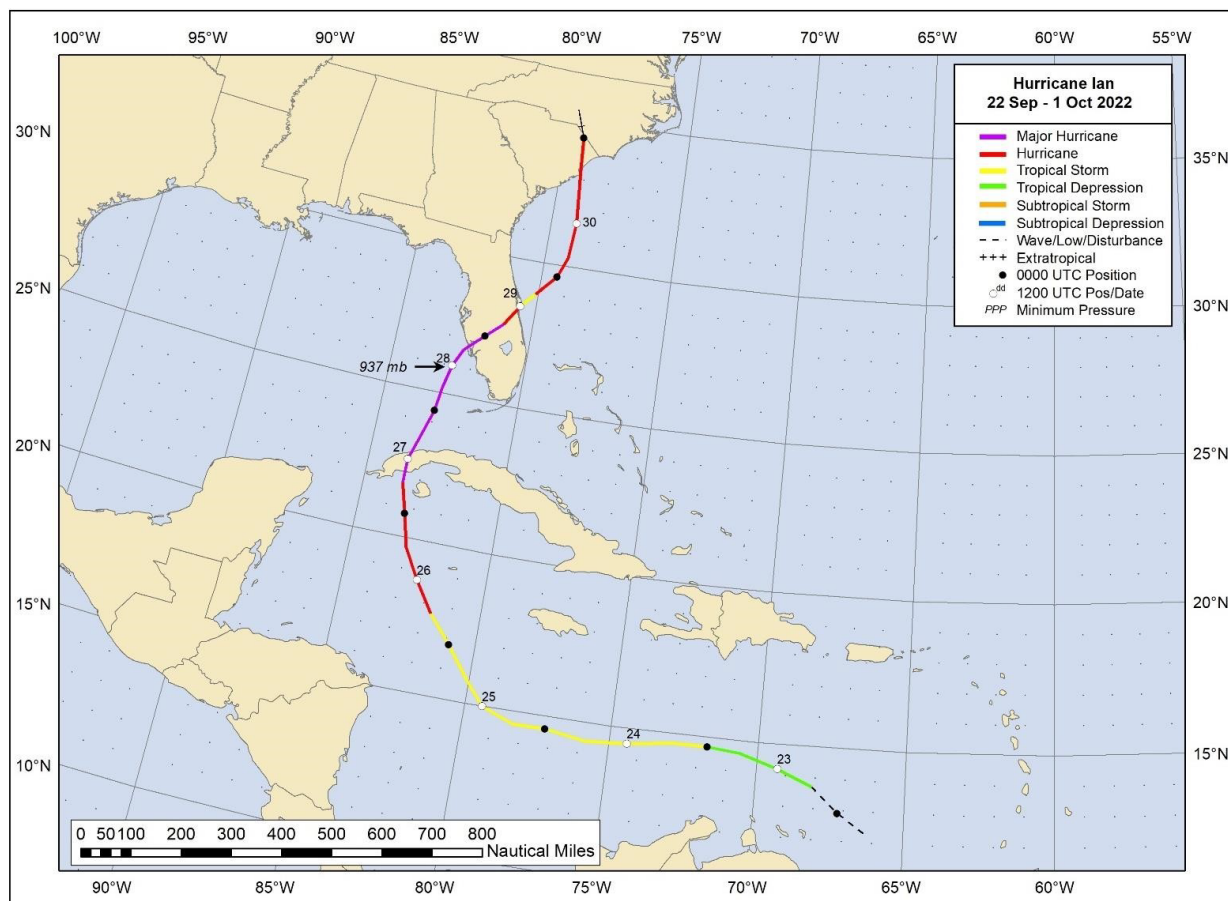 100°W 95°W 90°W 85°W 80°W 75°W 70°W 65°W 60°W 55°W
Hurricane Ian
22 Sep - 1 Oct 2022
Major Hurricane
Hurricane
Tropical Storm
Tropical Depression
Subtropical Storm
Subtropical Depression
Wave/Low/Disturbance
Extratropical
0000 UTC Position
dd 1200 UTC Pos/Date
PPP Minimum Pressure
30°N
35°N
30
25°N
29
30°N
28
937 mb
20°N
27
25°N
26
15°N
20°N
25
24
23
10°N
15°N
0 50 100 200 300 400 500 600 700 800
Nautical Miles
90°W 85°W 80°W 75°W 70°W 65°W 60°W